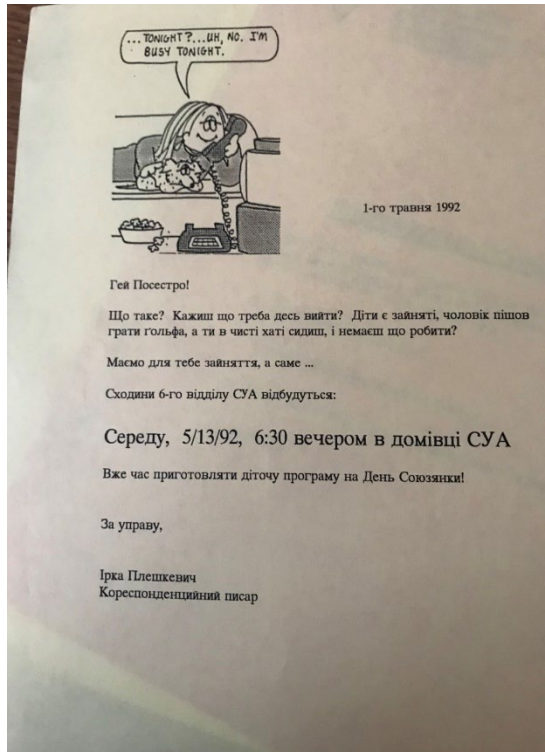 ...TONIGHT?...UH, NO. I'M
BUSY TONIGHT.
1-го травня 1992
Гей Посестро!
Що таке? Кажиш що треба десь вийти? Діти є зайняті, чоловік пішов
грати ґольфа, а ти в чисті хаті сидиш, і немаєш що робити?
Маємо для тебе зайняття, а саме ...
Сходини 6-го відділу СУА відбудуться:
Середу, 5/13/92, 6:30 вечером в домівці СУА
Вже час приготовляти діточу програму на День Союзянки!
За управу,
Ірка Плешкевич
Кореспонденцийний писар